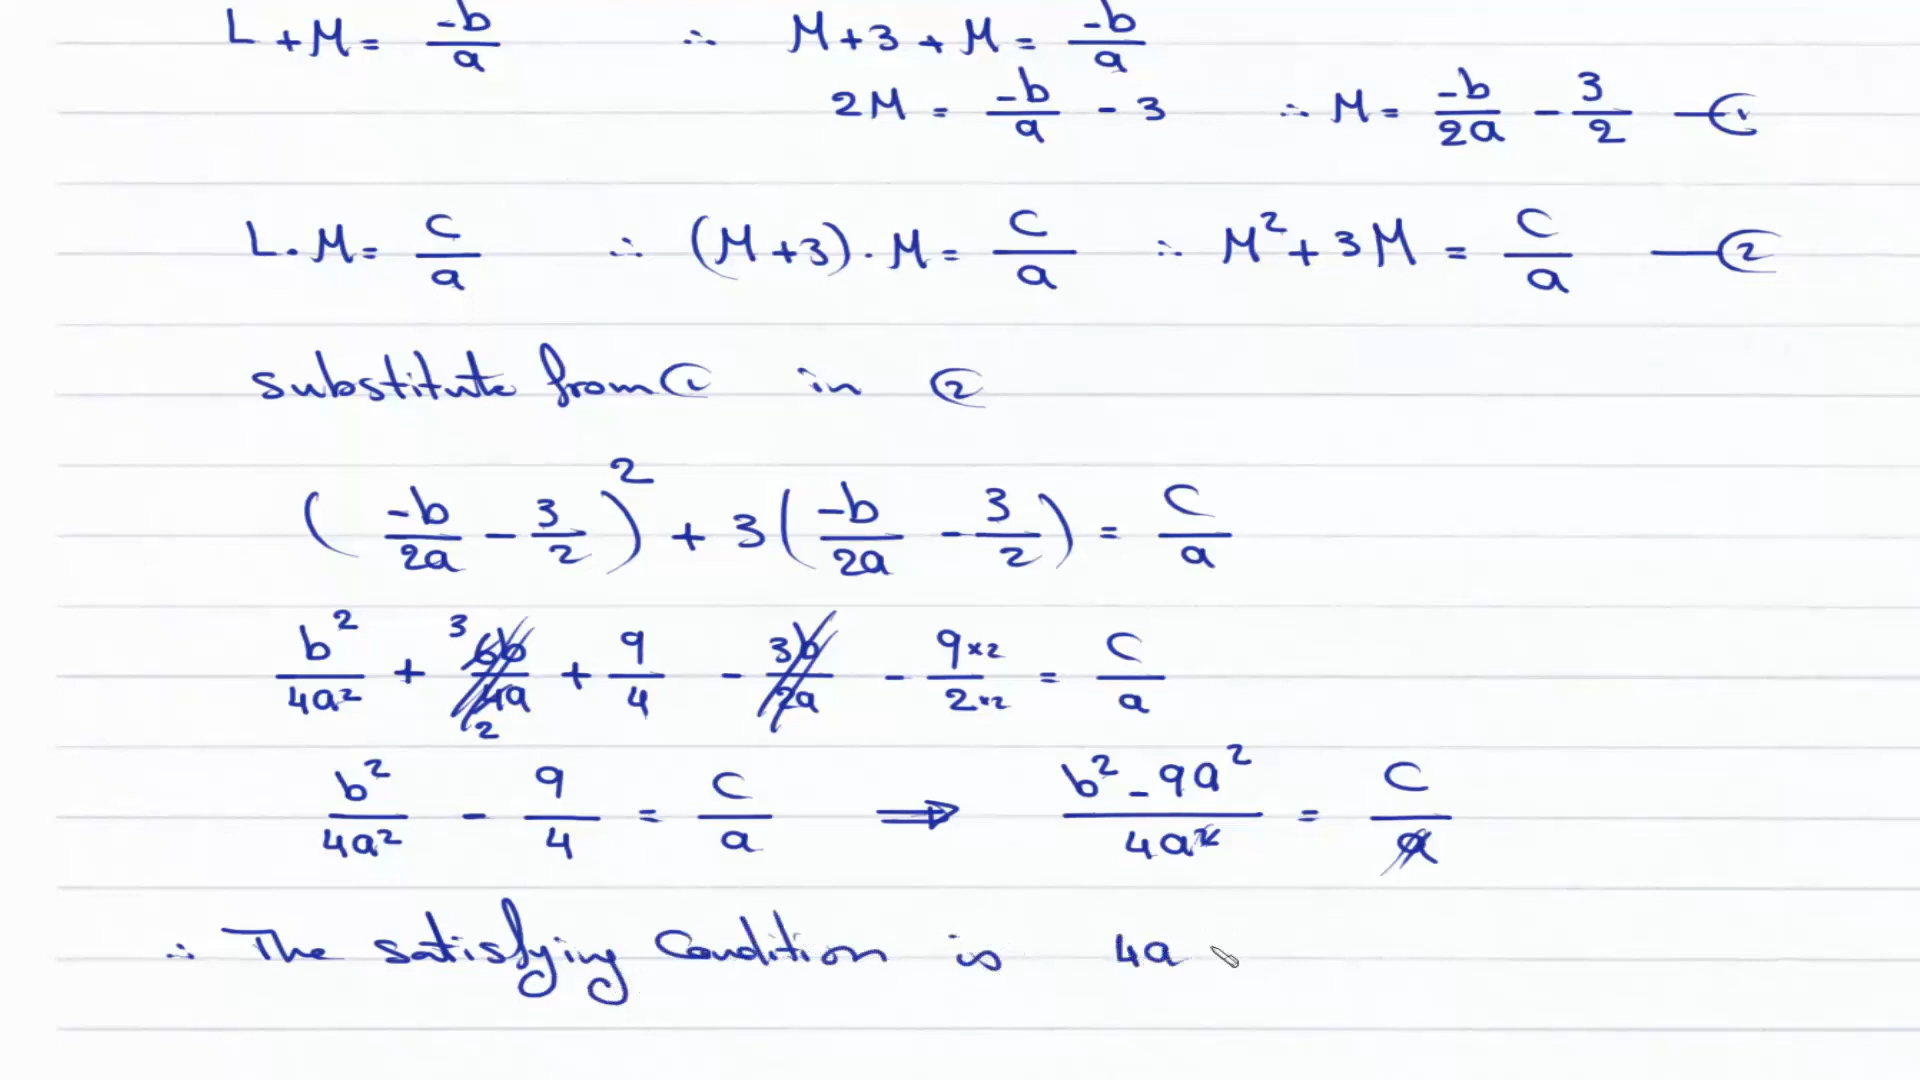 L + M = -b/a ∴ M + 3 + M = -b/a
2M = -b/a - 3 ∴ M = -b/2a - 3/2 — ①
L · M = c/a ∴ (M + 3) · M = c/a ∴ M² + 3M = c/a — ②
substitute from ① in ②
(-b/2a - 3/2)² + 3(-b/2a - 3/2) = c/a
b²/4a² + 3 6b/4a 2 + 9/4 - 3b/2a - 9×2/2×2 = c/a
b²/4a² - 9/4 = c/a ⟹ b² - 9a²/4a² = c/a
∴ The satisfying Condition is 4a